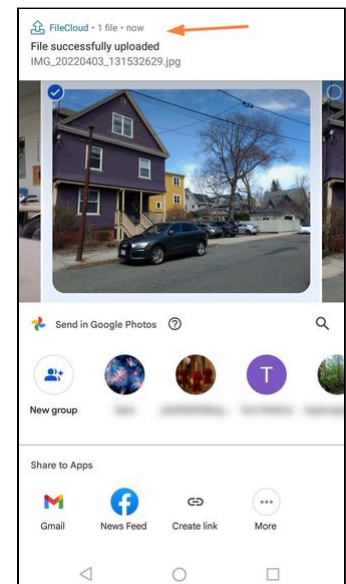 FileCloud • 1 file • now
File successfully uploaded
IMG_20220403_131532629.jpg
Send in Google Photos ?
T
New group
Share to Apps
Gmail
News Feed
Create link
More